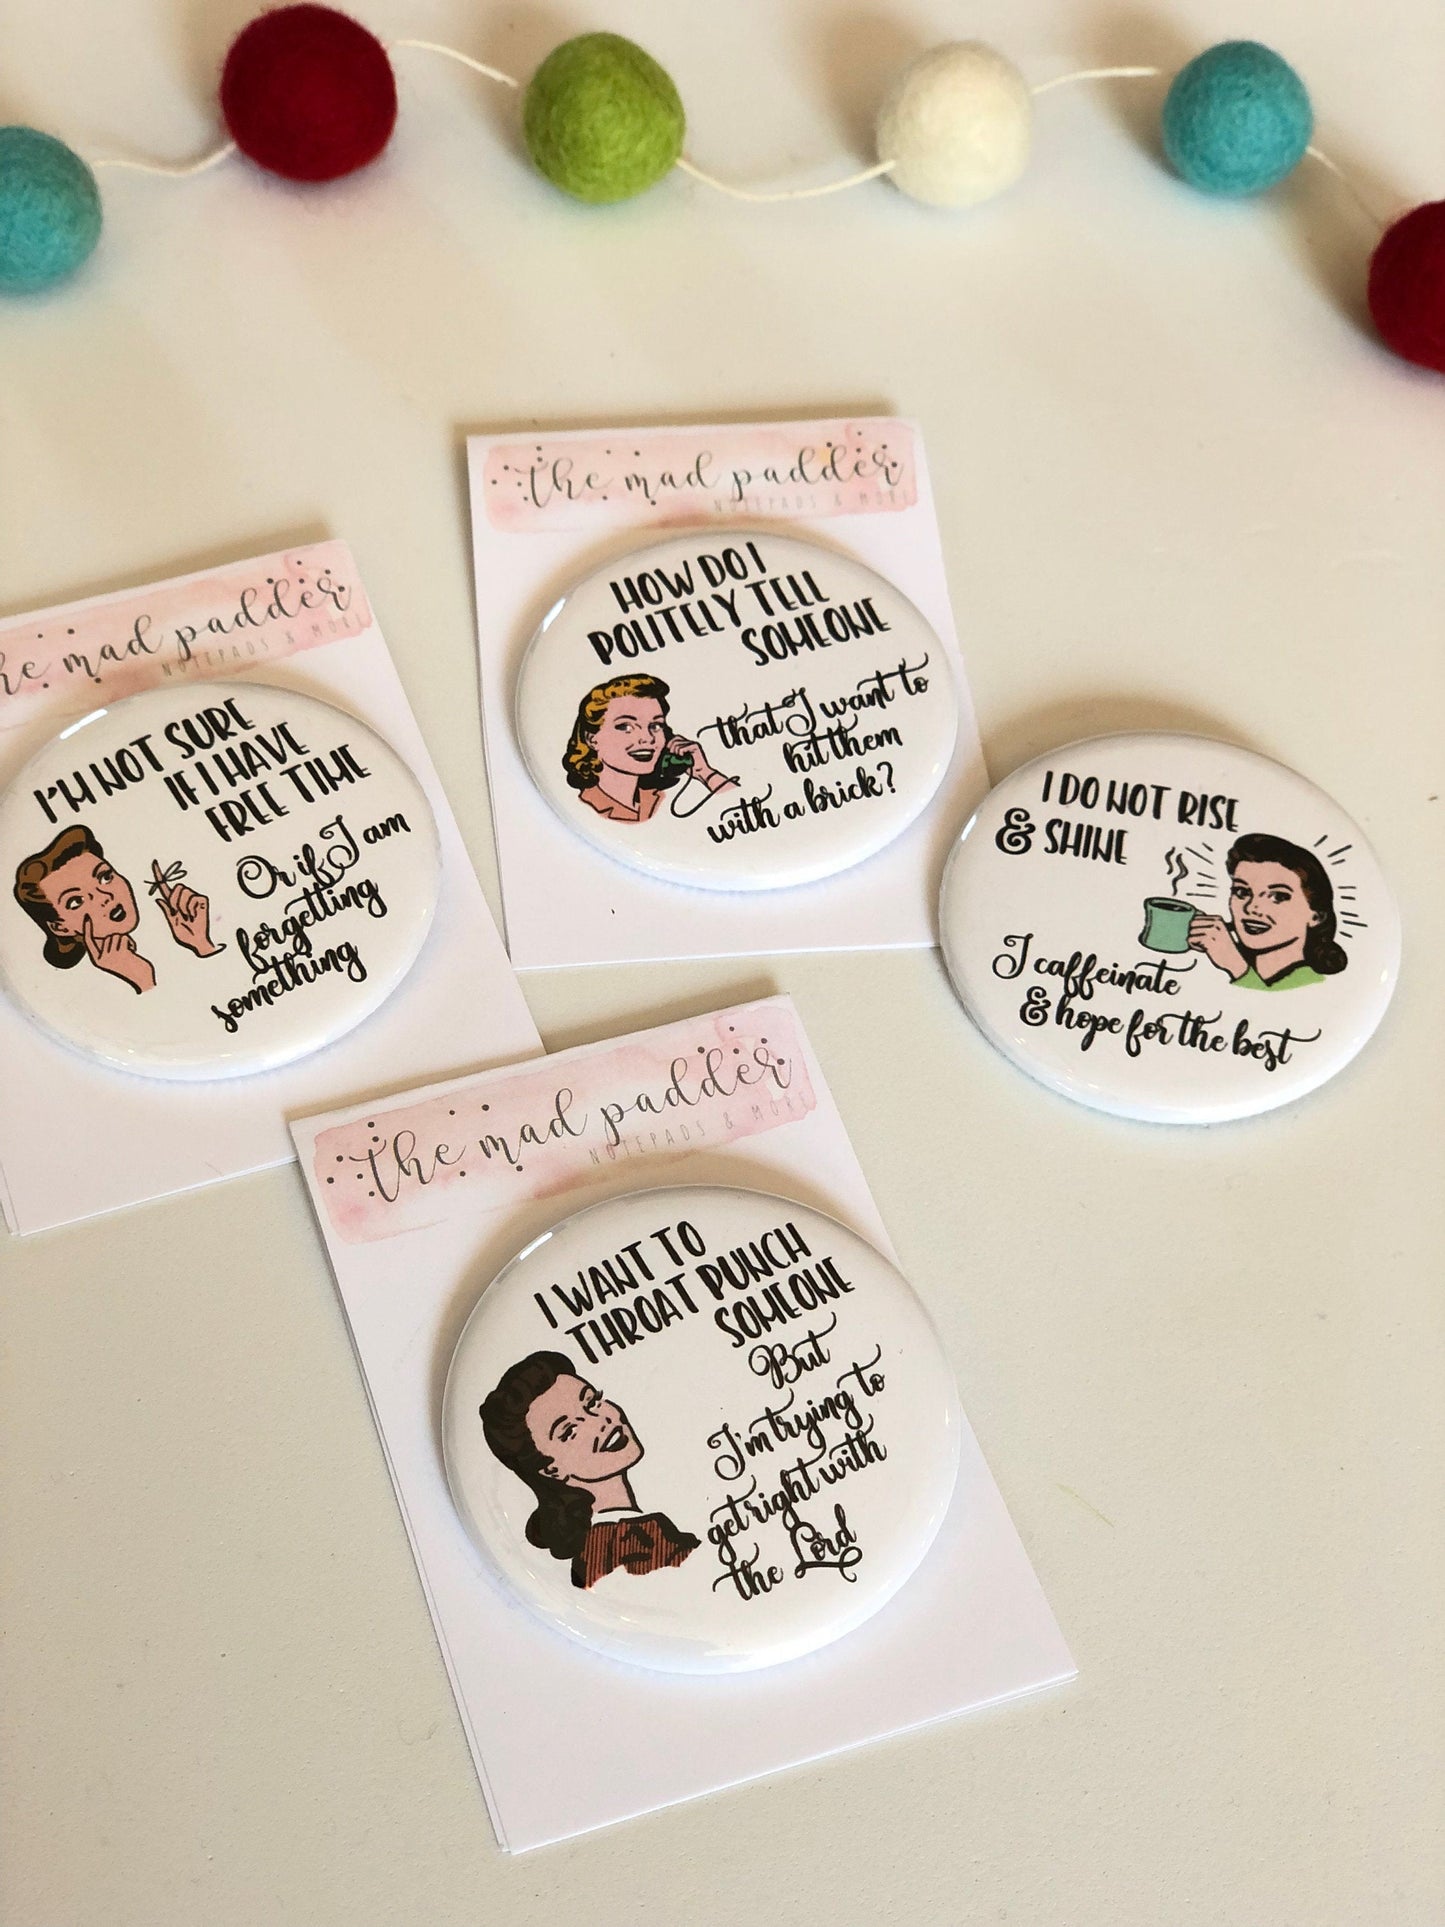 the mad padder
NOTEPADS & MORE
HOW DO I
POLITELY TELL
SOMEONE
that I want to
hit them
with a brick?
he mad padder
NOTEPADS & MORE
I'M NOT SURE
IF I HAVE
FREE TIME
Or if I am
forgetting
something
I DO NOT RISE
& SHINE
I caffeinate
& hope for the best
the mad padder
NOTEPADS & MORE
I WANT TO
THROAT PUNCH
SOMEONE
But
I'm trying to
get right with
the Lord